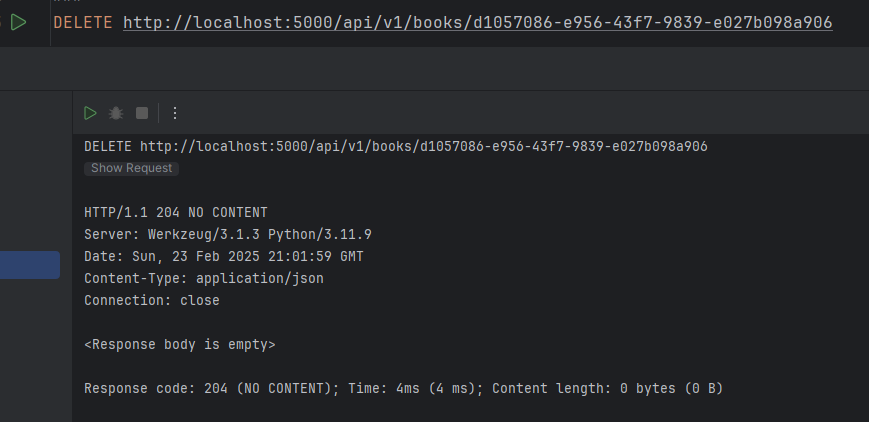 DELETE http://localhost:5000/api/v1/books/d1057086-e956-43f7-9839-e027b098a906
DELETE http://localhost:5000/api/v1/books/d1057086-e956-43f7-9839-e027b098a906
Show Request
HTTP/1.1 204 NO CONTENT
Server: Werkzeug/3.1.3 Python/3.11.9
Date: Sun, 23 Feb 2025 21:01:59 GMT
Content-Type: application/json
Connection: close
<Response body is empty>
Response code: 204 (NO CONTENT); Time: 4ms (4 ms); Content length: 0 bytes (0 B)